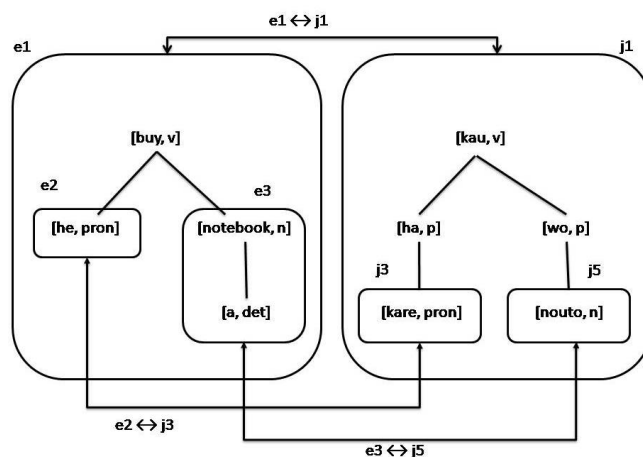 e1 ↔ j1
e1
j1
[buy, v]
[kau, v]
e2
e3
[he, pron]
[notebook, n]
[ha, p]
[wo, p]
j3
j5
[a, det]
[kare, pron]
[nouto, n]
e2 ↔ j3
e3 ↔ j5